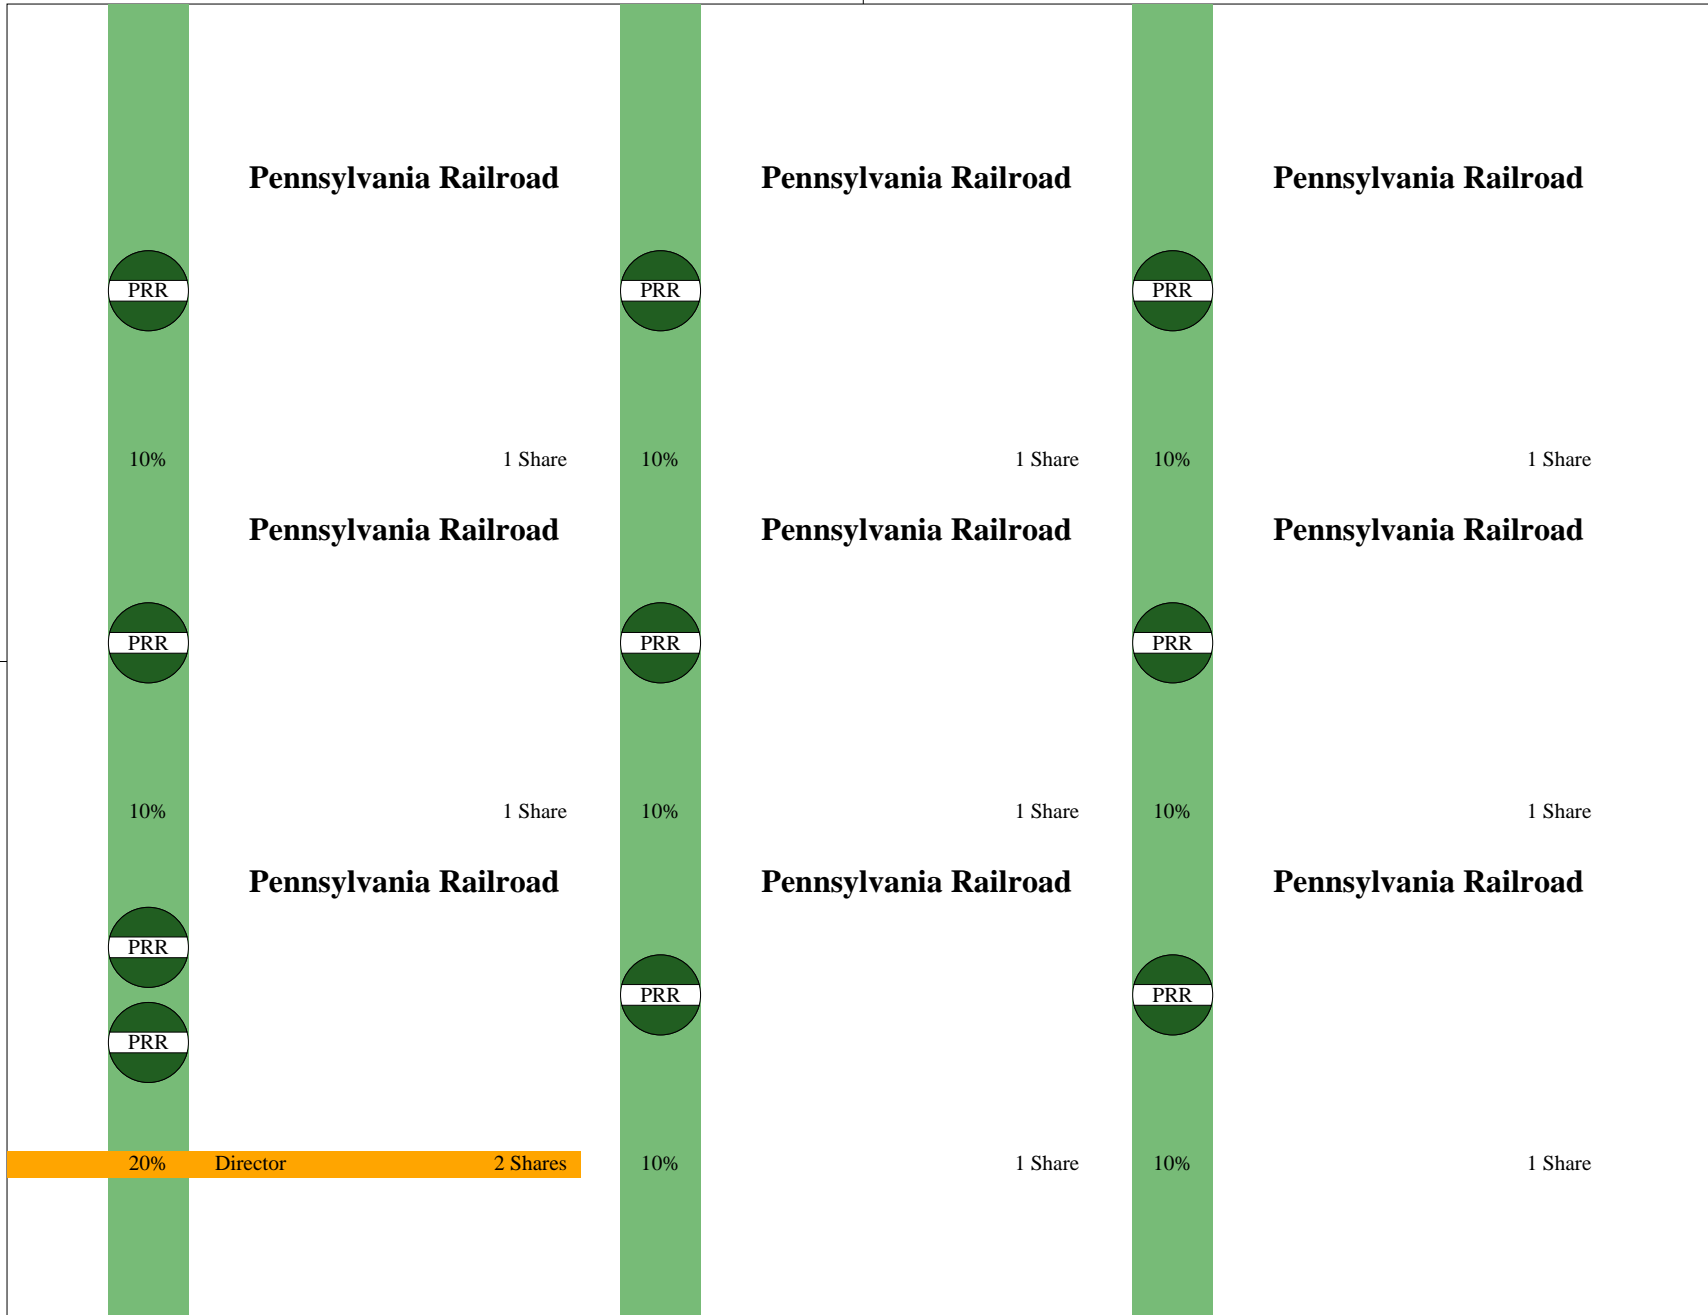 Pennsylvania Railroad Pennsylvania Railroad Pennsylvania Railroad
PRR PRR PRR
10% 1 Share 10% 1 Share 10% 1 Share
Pennsylvania Railroad Pennsylvania Railroad Pennsylvania Railroad
PRR PRR PRR
10% 1 Share 10% 1 Share 10% 1 Share
Pennsylvania Railroad Pennsylvania Railroad Pennsylvania Railroad
PRR
PRR PRR
PRR
20% Director 2 Shares 10% 1 Share 10% 1 Share